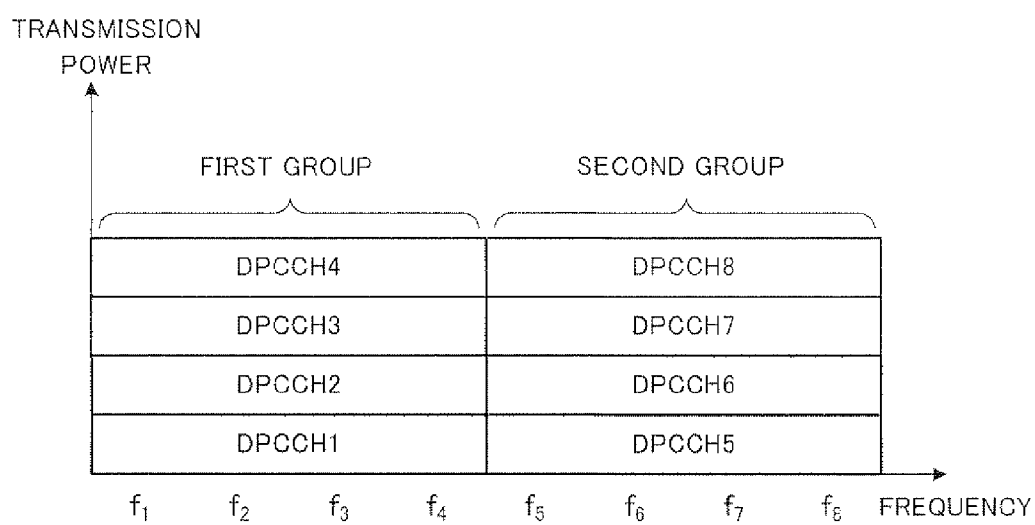 TRANSMISSION
POWER
FIRST GROUP SECOND GROUP
DPCCH4 DPCCH8
DPCCH3 DPCCH7
DPCCH2 DPCCH6
DPCCH1 DPCCH5
f1 f2 f3 f4 f5 f6 f7 f8 FREQUENCY